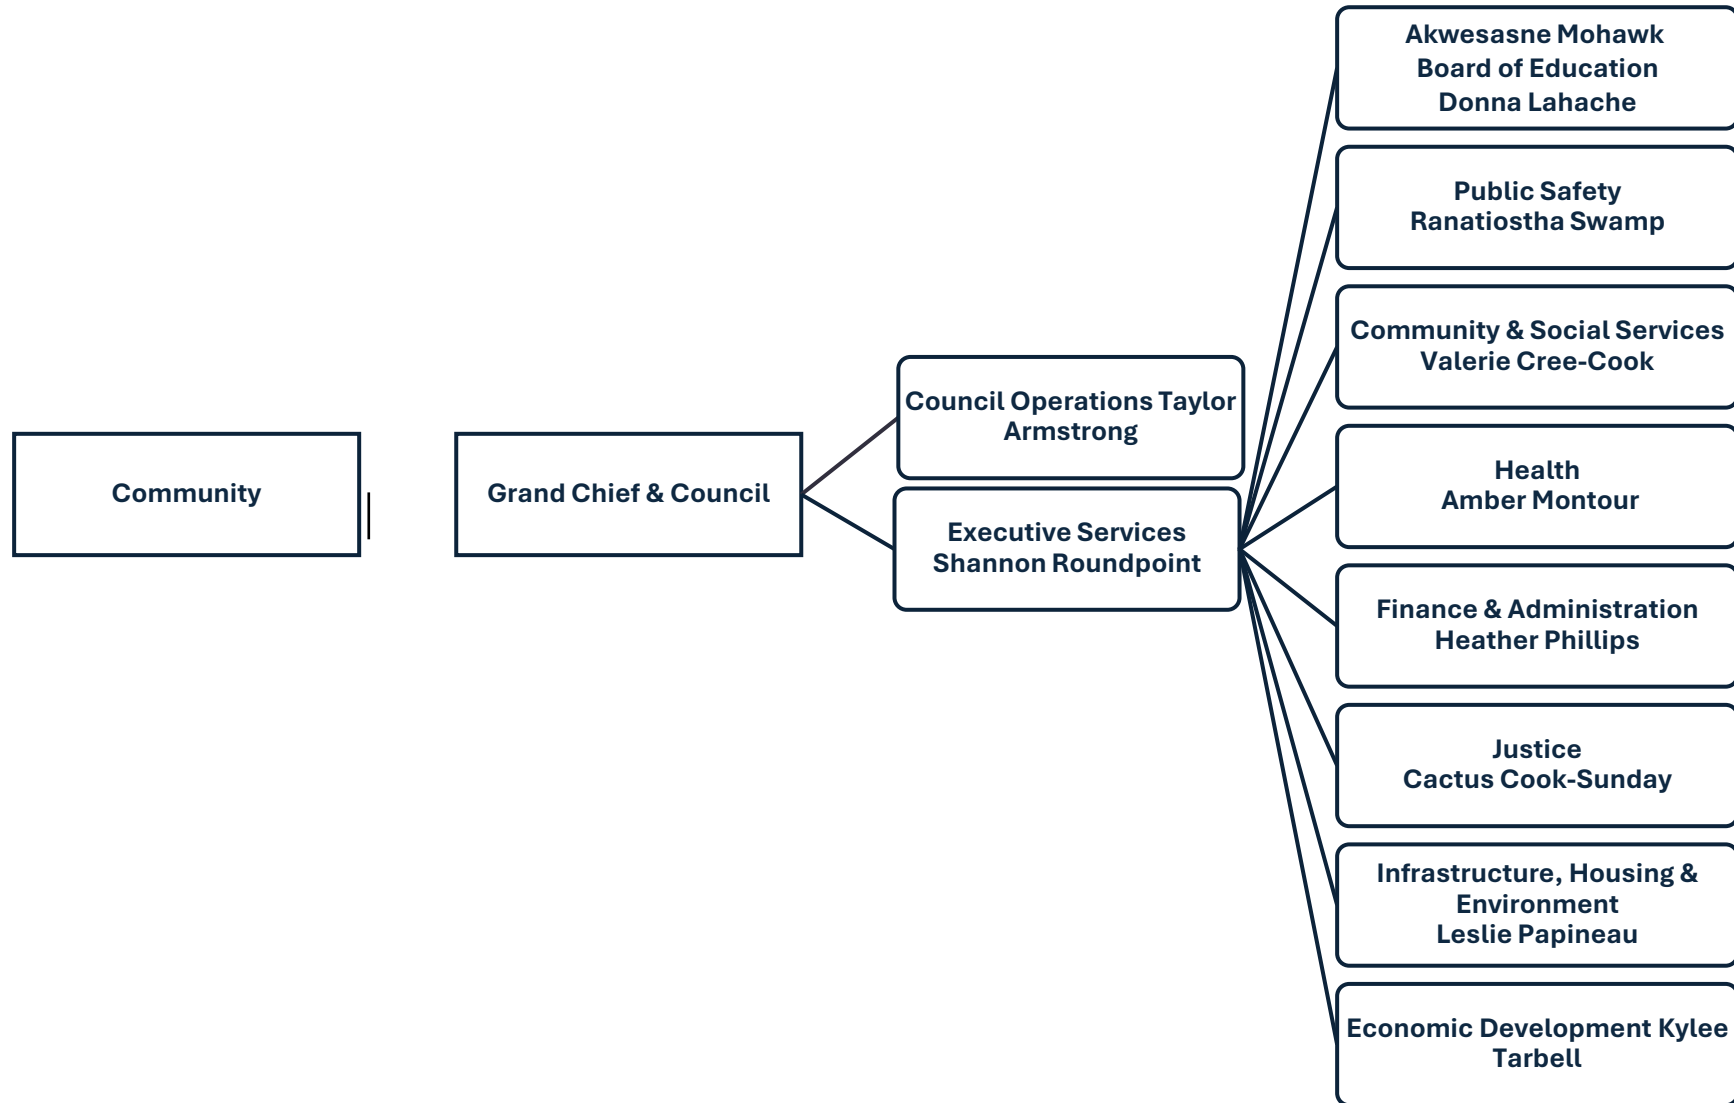 Community
Grand Chief & Council
Council Operations Taylor
Armstrong
Executive Services
Shannon Roundpoint
Akwesasne Mohawk
Board of Education
Donna Lahache
Public Safety
Ranatiostha Swamp
Community & Social Services
Valerie Cree-Cook
Health
Amber Montour
Finance & Administration
Heather Phillips
Justice
Cactus Cook-Sunday
Infrastructure, Housing &
Environment
Leslie Papineau
Economic Development Kylee
Tarbell